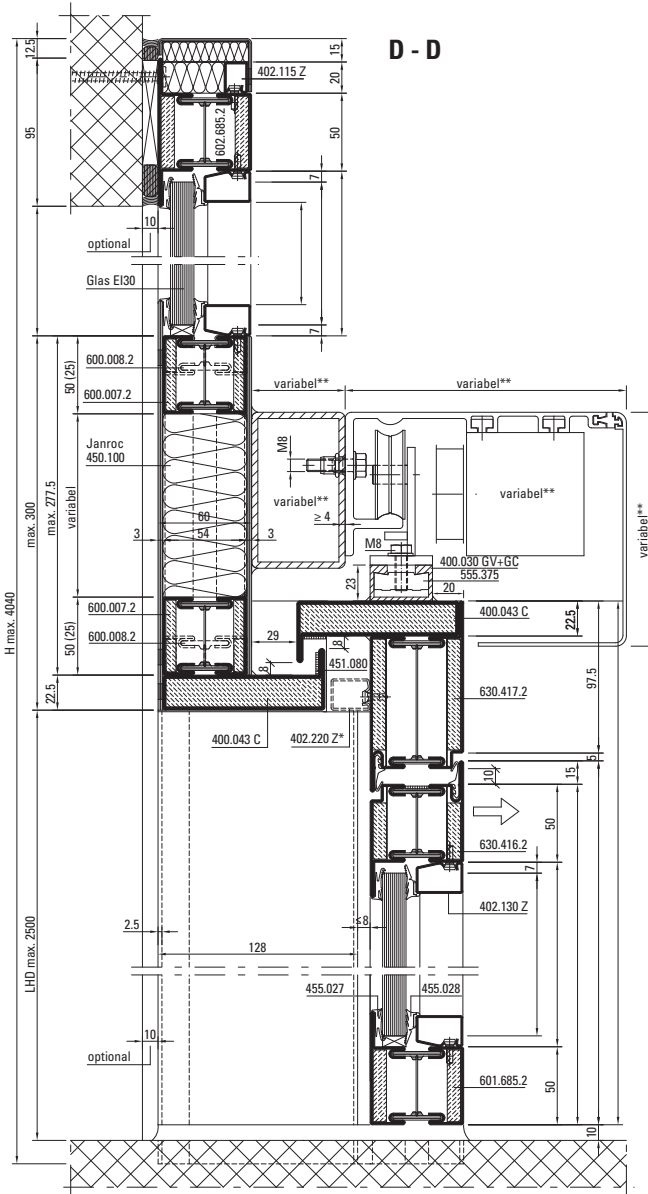 D - D
12.5
15
402.115 Z
20
95
602.685.2
50
7
10
optional
Glas EI30
7
600.008.2
50 (25)
variabel**
variabel**
600.007.2
Janroc
450.100
M8
variabel**
variabel**
variabel**
max. 300
max. 277.5
variabel
60
3
54
3
≥ 4
M8
400.030 GV+GC
555.375
23
20
600.007.2
400.043 C
600.008.2
50 (25)
29
8
22.5
8
451.080
97.5
630.417.2
22.5
400.043 C
402.220 Z*
5
10
15
H max. 4040
50
630.416.2
7
402.130 Z
2.5
≤8
128
LHD max. 2500
455.027
455.028
10
optional
601.685.2
50
10